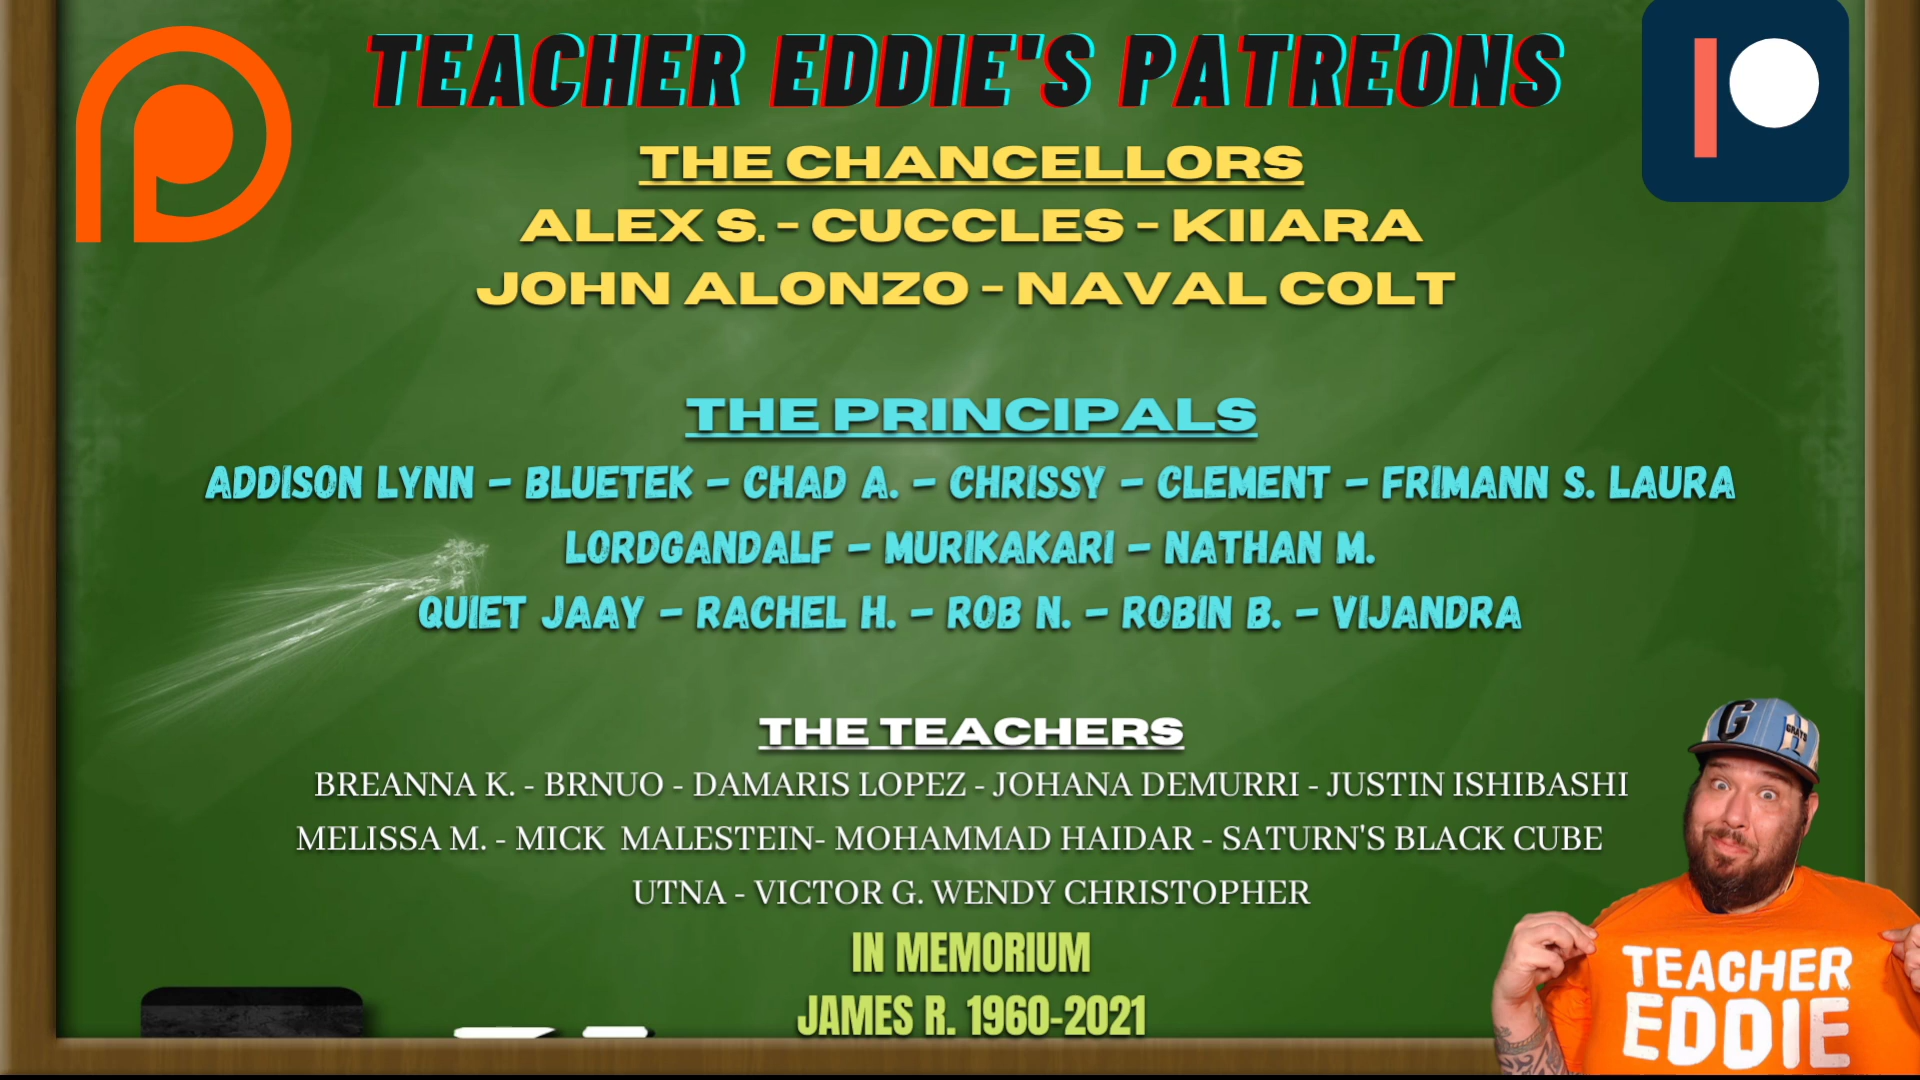 TEACHER EDDIE'S PATREONS
THE CHANCELLORS
ALEX S. - CUCCLES - KIIARA
JOHN ALONZO - NAVAL COLT
THE PRINCIPALS
ADDISON LYNN - BLUETEK - CHAD A. - CHRISSY - CLEMENT - FRIMANN S. LAURA
LORDGANDALF - MURIKAKARI - NATHAN M.
QUIET JAAY - RACHEL H. - ROB N. - ROBIN B. - VIJANDRA
THE TEACHERS
BREANNA K. - BRNUO - DAMARIS LOPEZ - JOHANA DEMURRI - JUSTIN ISHIBASHI
MELISSA M. - MICK MALESTEIN- MOHAMMAD HAIDAR - SATURN'S BLACK CUBE
UTNA - VICTOR G. WENDY CHRISTOPHER
IN MEMORIUM
JAMES R. 1960-2021
G
TEACHER
EDDIE